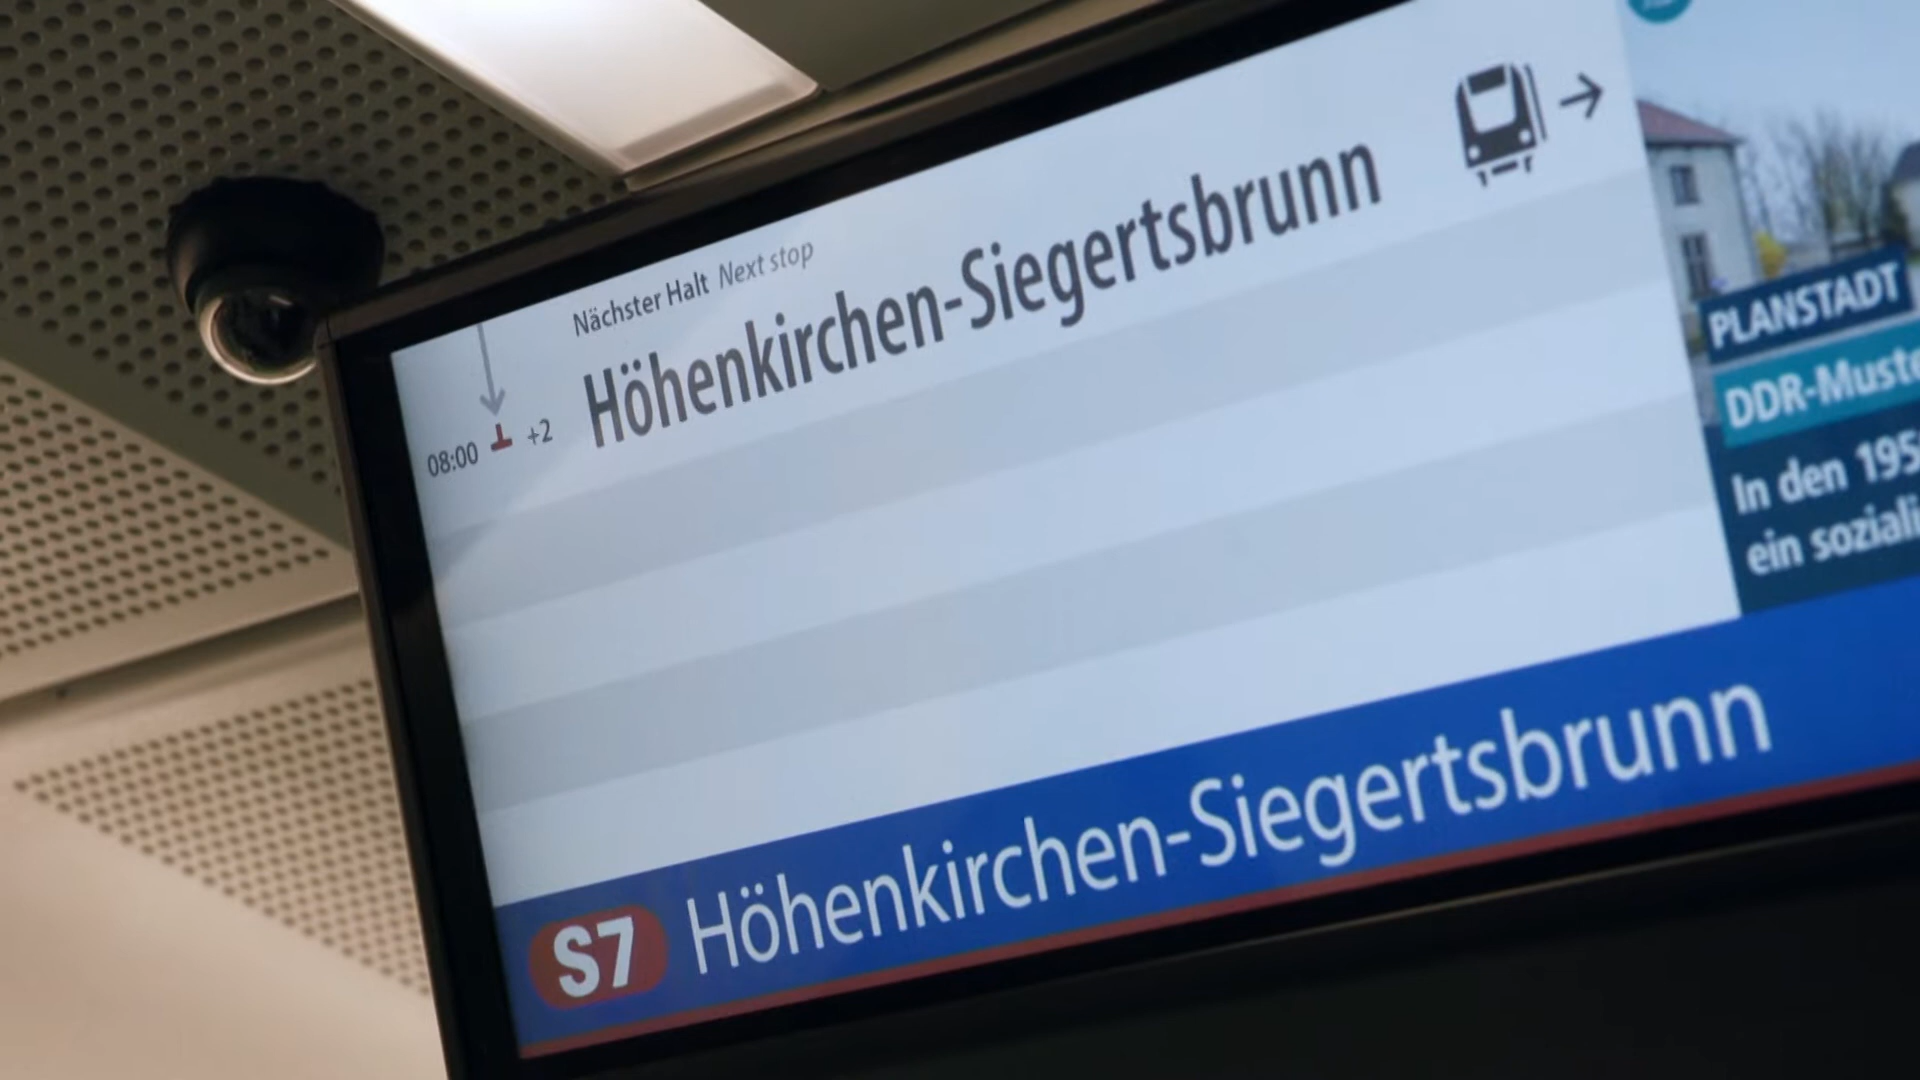 Nächster Halt Next stop
08:00 +2 Höhenkirchen-Siegertsbrunn
PLANSTADT
DDR-Muste
In den 195
ein soziali
S7 Höhenkirchen-Siegertsbrunn